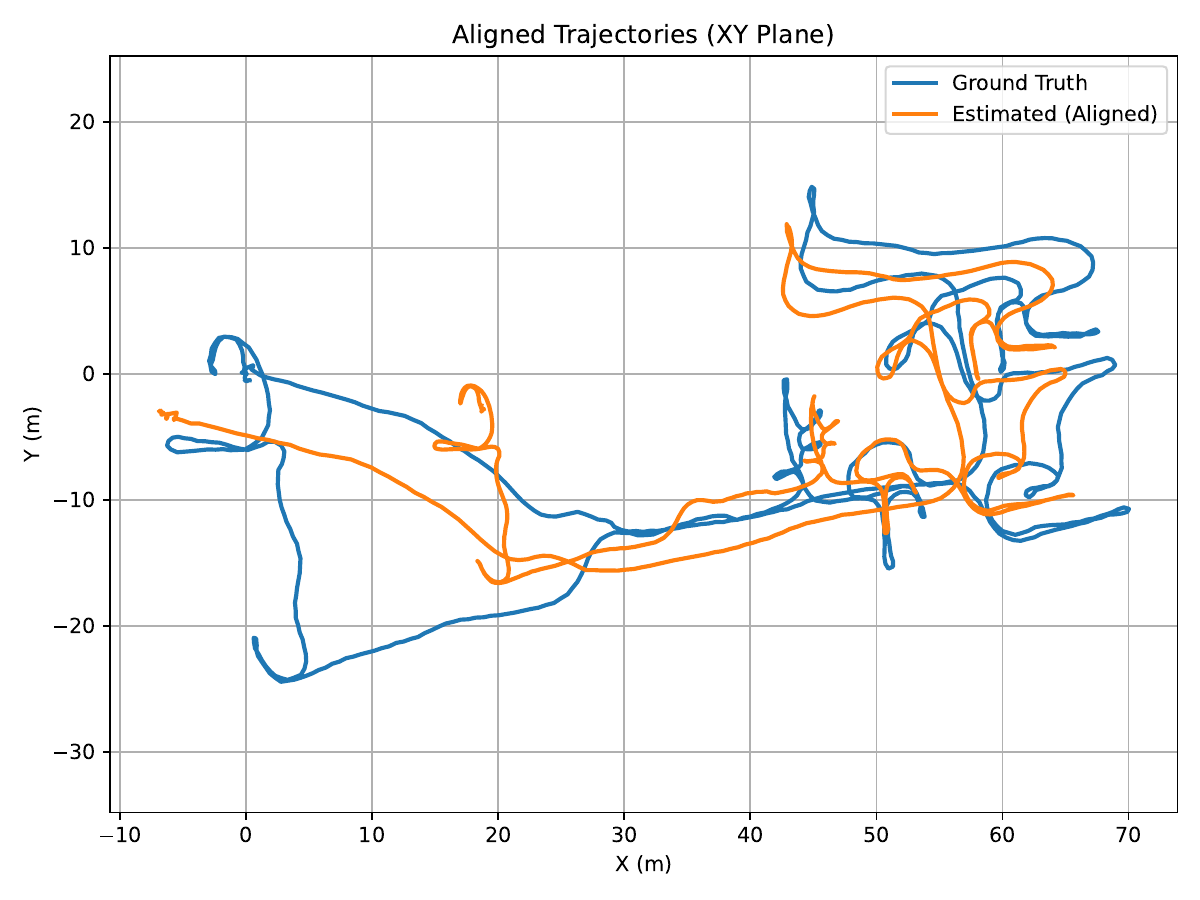 Aligned Trajectories (XY Plane)
Ground Truth
Estimated (Aligned)
20
10
0
−10
−20
−30
Y (m)
−10 0 10 20 30 40 50 60 70
X (m)